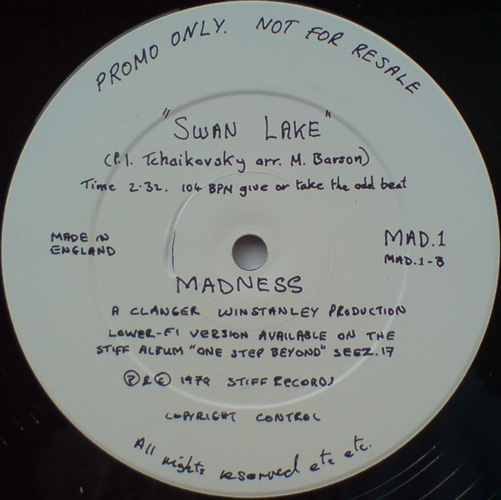 PROMO ONLY. NOT FOR RESALE
"SWAN LAKE"
(P.I. Tchaikovsky arr. M. Barson)
Time 2.32. 104 BPM give or take the odd beat
MADE IN
ENGLAND
MAD.1
MAD.1-B
MADNESS
A CLANGER WINSTANLEY PRODUCTION
LOWER-FI VERSION AVAILABLE ON THE
STIFF ALBUM "ONE STEP BEYOND" SEEZ.17
Ⓟ & © 1979 STIFF RECORDS
COPYRIGHT CONTROL
All rights reserved etc etc.